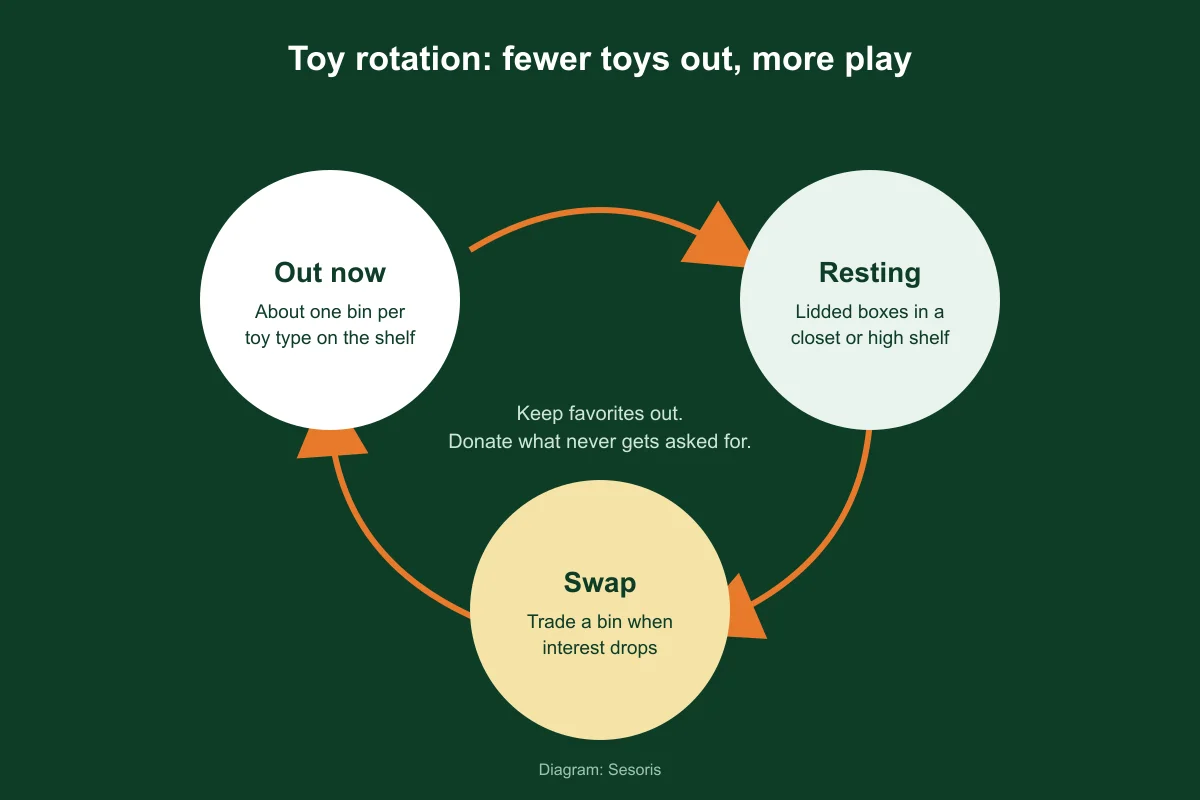 Toy rotation: fewer toys out, more play
Out now
About one bin per
toy type on the shelf
Resting
Lidded boxes in a
closet or high shelf
Keep favorites out.
Donate what never gets asked for.
Swap
Trade a bin when
interest drops
Diagram: Sesoris